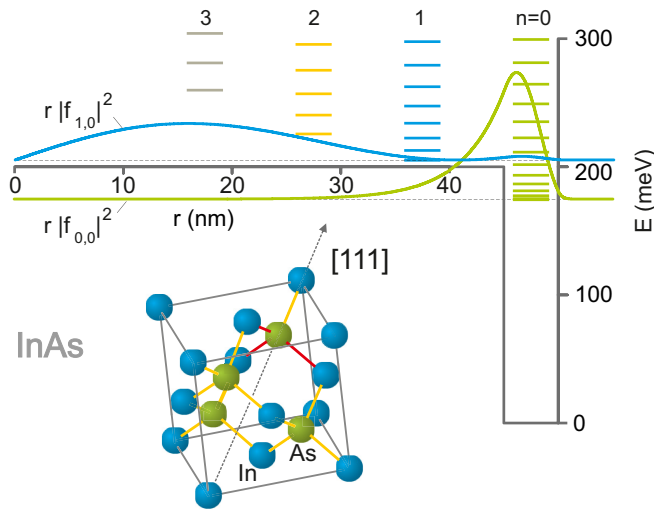 3 2 1 n=0
300
r |f1,0|²
200
0 10 20 30 40
r |f0,0|²
r (nm)
E (meV)
[111]
100
InAs
0
As
In